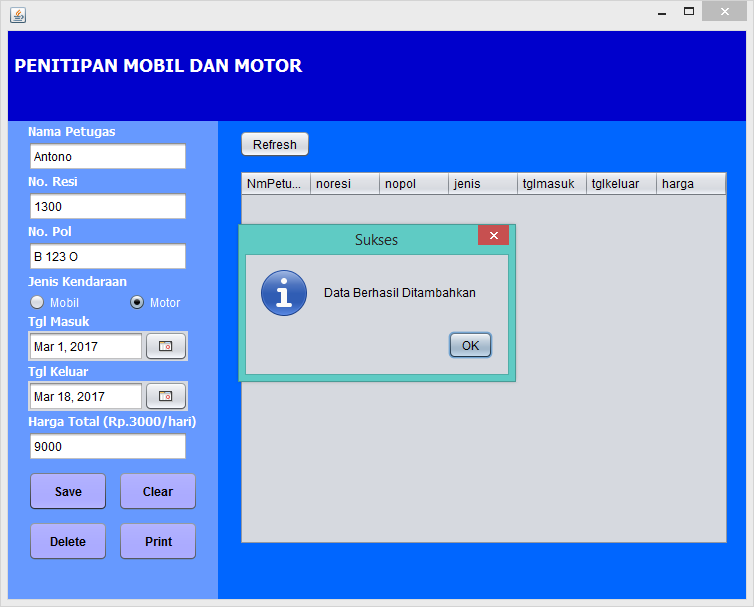 PENITIPAN MOBIL DAN MOTOR
Nama Petugas
Antono
No. Resi
1300
No. Pol
B 123 O
Jenis Kendaraan
Mobil Motor
Tgl Masuk
Mar 1, 2017
Tgl Keluar
Mar 18, 2017
Harga Total (Rp.3000/hari)
9000
Save Clear
Delete Print
Refresh
NmPetu... noresi nopol jenis tglmasuk tglkeluar harga
Sukses
Data Berhasil Ditambahkan
OK